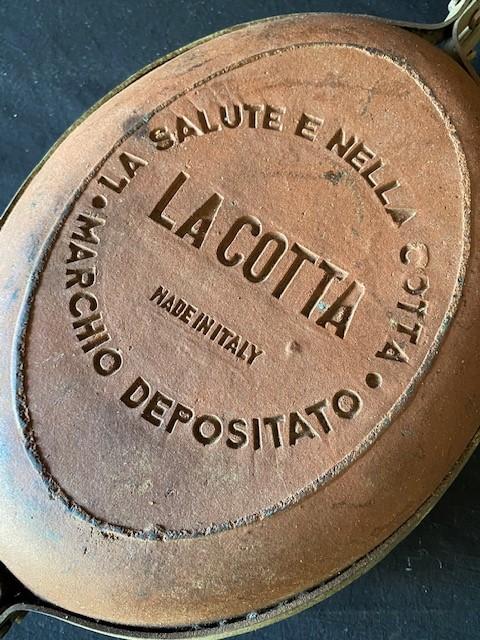 LA SALUTE E NELLA COTTA
LA COTTA
MADE IN ITALY
• MARCHIO DEPOSITATO •